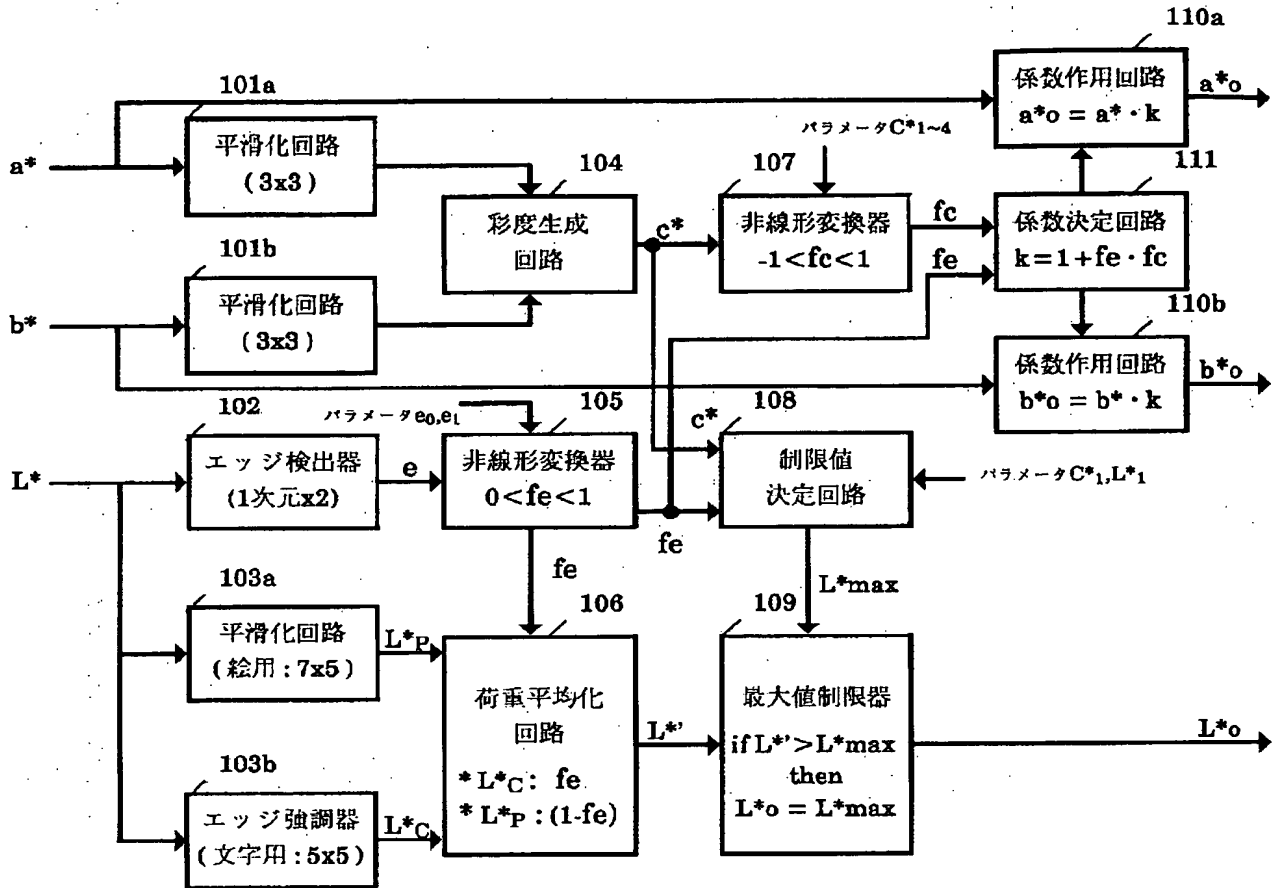 110a
係数作用回路
a*o = a*・k
a*o
101a
平滑化回路
(3x3)
a*
パラメータC*1~4
104
彩度生成
回路
c*
107
非線形変換器
-1<fc<1
fc
fe
111
係数決定回路
k=1+fe・fc
101b
平滑化回路
(3x3)
b*
110b
係数作用回路
b*o = b*・k
b*o
102
エッジ検出器
(1次元x2)
L*
e
パラメータe0,e1
105
非線形変換器
0<fe<1
fe
fe
c*
108
制限値
決定回路
パラメータC*1,L*1
L*max
103a
平滑化回路
(絵用:7x5)
L*P
103b
エッジ強調器
(文字用:5x5)
L*C
106
荷重平均化
回路
* L*C: fe
* L*P:(1-fe)
L*'
109
最大値制限器
if L*'>L*max
then
L*o = L*max
L*o